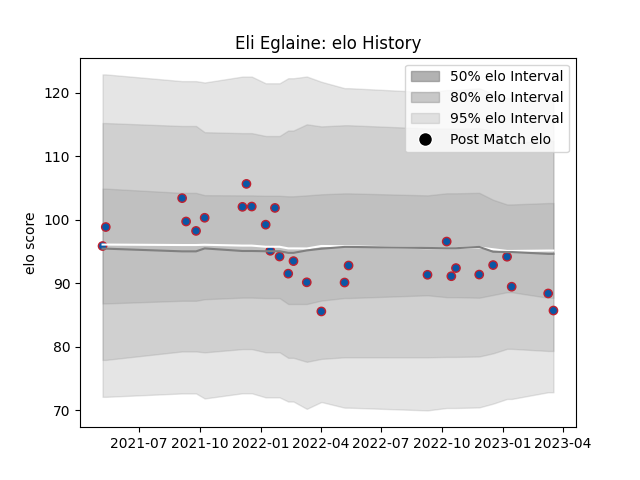 Eli Eglaine: elo History
50% elo Interval
80% elo Interval
95% elo Interval
Post Match elo
elo score
120
110
100
90
80
70
2021-07 2021-10 2022-01 2022-04 2022-07 2022-10 2023-01 2023-04